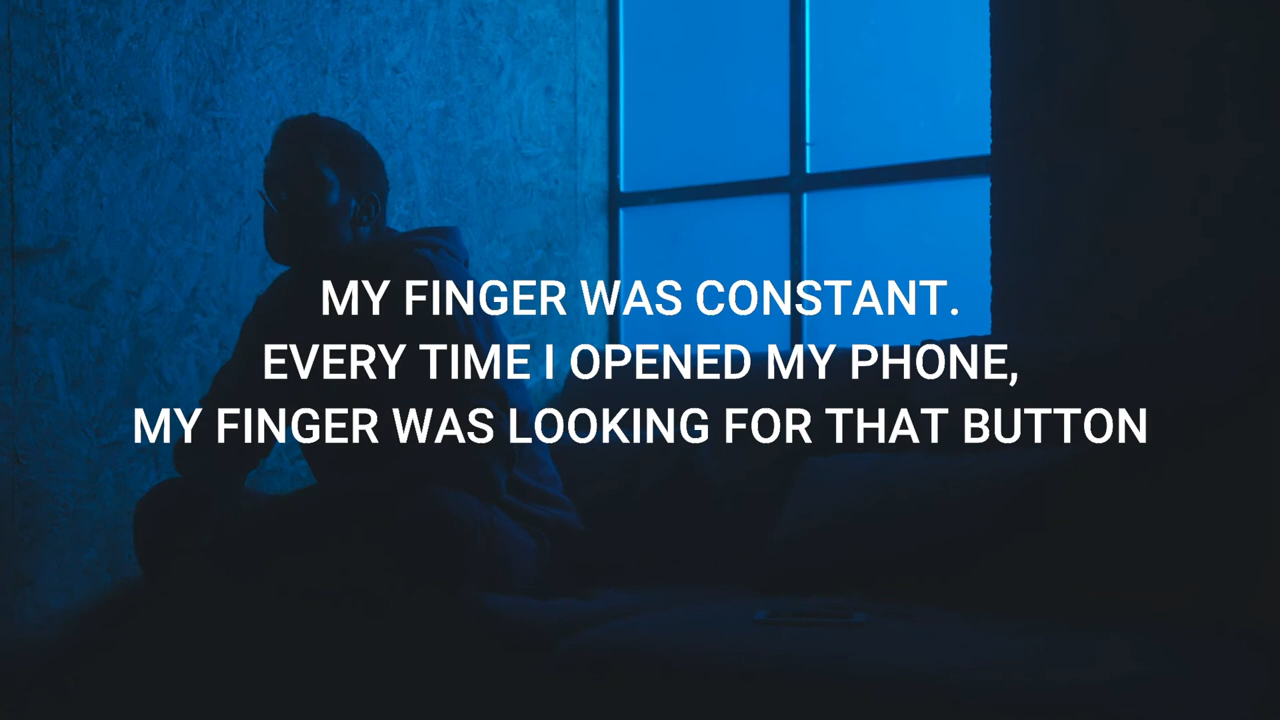 MY FINGER WAS CONSTANT.
EVERY TIME I OPENED MY PHONE,
MY FINGER WAS LOOKING FOR THAT BUTTON